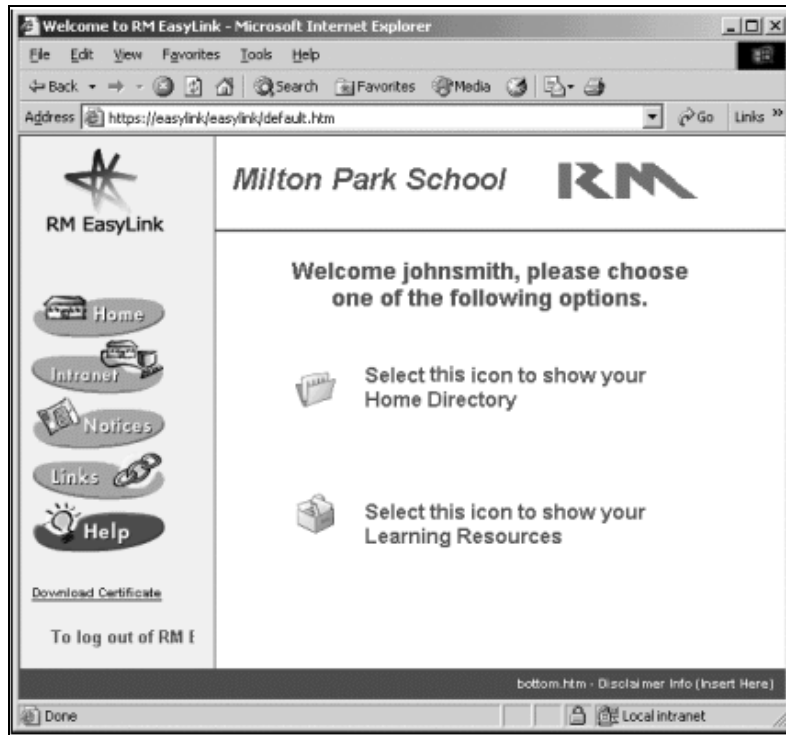 Welcome to RM EasyLink - Microsoft Internet Explorer
File Edit View Favorites Tools Help
Back Search Favorites Media
Address https://easylink/easylink/default.htm Go Links »
RM EasyLink
Milton Park School RM
Welcome johnsmith, please choose
one of the following options.
Home
Intranet
Notices
Links
Help
Select this icon to show your
Home Directory
Select this icon to show your
Learning Resources
Download Certificate
To log out of RM E
bottom.htm - Disclaimer Info (Insert Here)
Done Local intranet